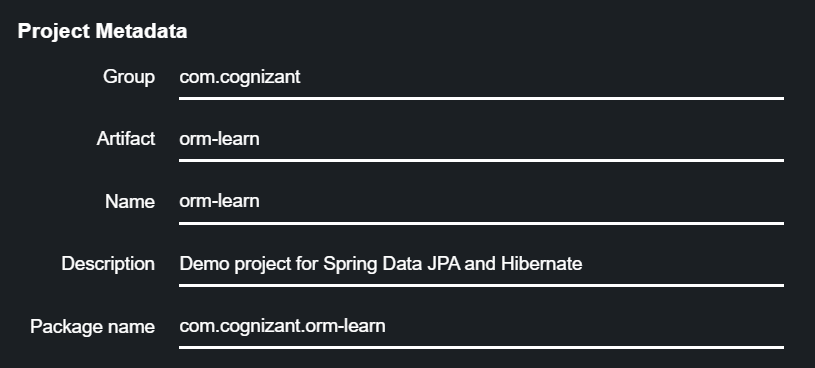 Project Metadata
Group com.cognizant
Artifact orm-learn
Name orm-learn
Description Demo project for Spring Data JPA and Hibernate
Package name com.cognizant.orm-learn